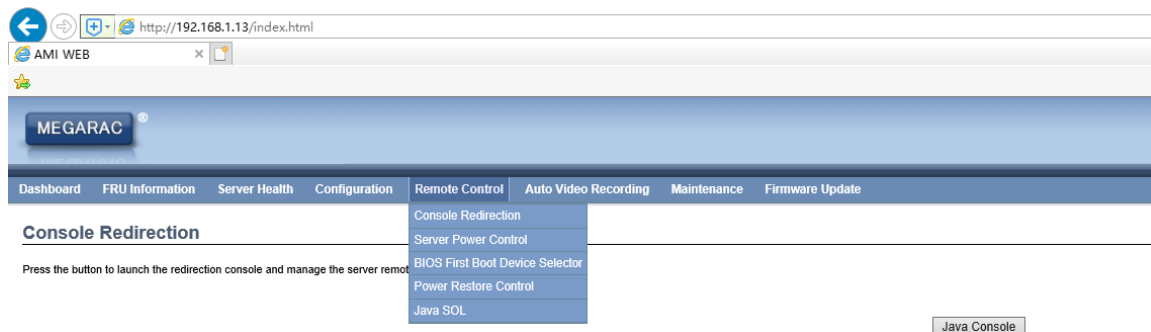 http://192.168.1.13/index.html
AMI WEB
MEGARAC ®
Dashboard FRU Information Server Health Configuration Remote Control Auto Video Recording Maintenance Firmware Update
Console Redirection
Server Power Control
BIOS First Boot Device Selector
Power Restore Control
Java SOL
Console Redirection
Press the button to launch the redirection console and manage the server remot
Java Console